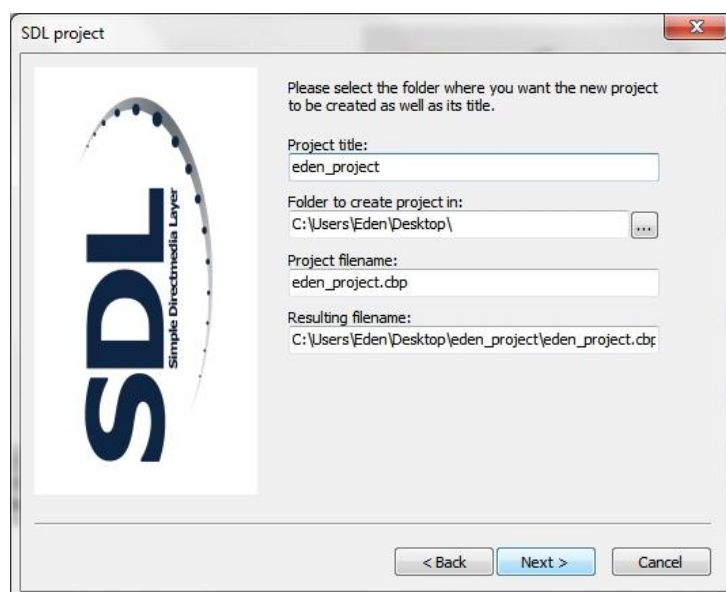 SDL project
Please select the folder where you want the new project
to be created as well as its title.
Project title:
eden_project
Folder to create project in:
C:\Users\Eden\Desktop\
...
Project filename:
eden_project.cbp
Resulting filename:
C:\Users\Eden\Desktop\eden_project\eden_project.cbp
SDL
Simple Directmedia Layer
< Back
Next >
Cancel